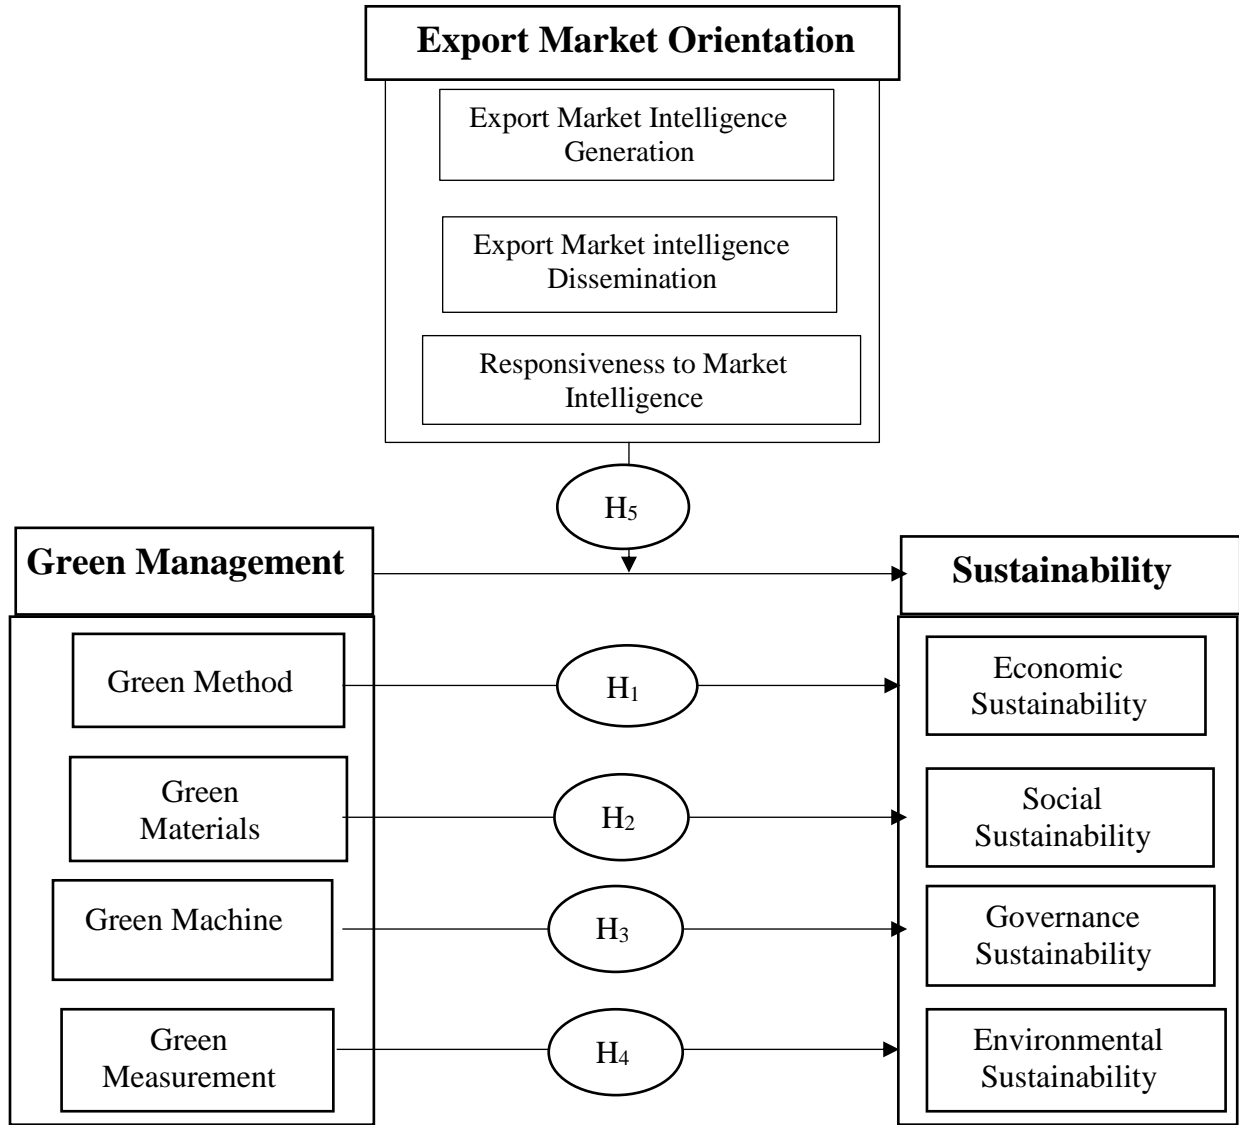 Export Market Orientation
Export Market Intelligence
Generation
Export Market intelligence
Dissemination
Responsiveness to Market
Intelligence
H₅
Green Management
Sustainability
Green Method
H₁
Economic
Sustainability
Green
Materials
H₂
Social
Sustainability
Green Machine
H₃
Governance
Sustainability
Green
Measurement
H₄
Environmental
Sustainability